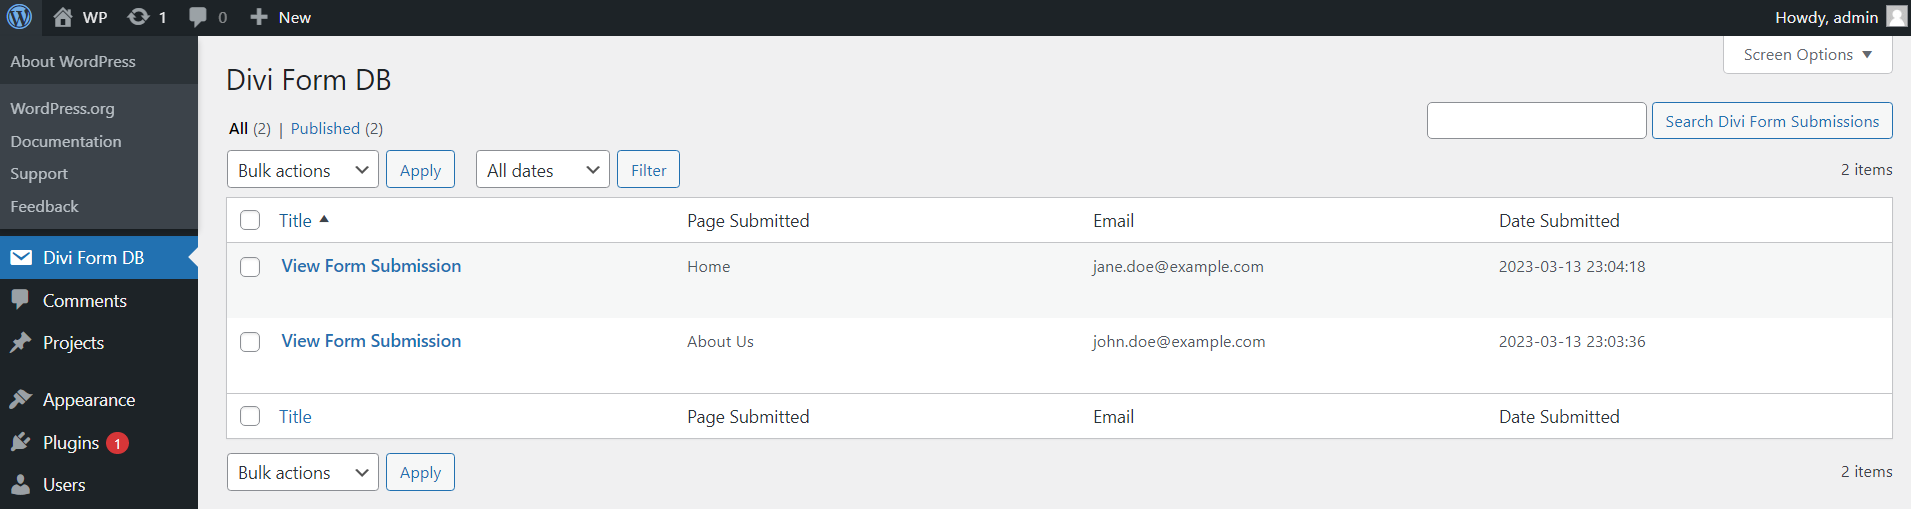 WP 1 0 New Howdy, admin
About WordPress
WordPress.org
Documentation
Support
Feedback
Divi Form DB
Comments
Projects
Appearance
Plugins 1
Users
Screen Options
Divi Form DB
All (2) | Published (2)
Search Divi Form Submissions
Bulk actions Apply All dates Filter 2 items
Title Page Submitted Email Date Submitted
View Form Submission Home jane.doe@example.com 2023-03-13 23:04:18
View Form Submission About Us john.doe@example.com 2023-03-13 23:03:36
Title Page Submitted Email Date Submitted
Bulk actions Apply 2 items